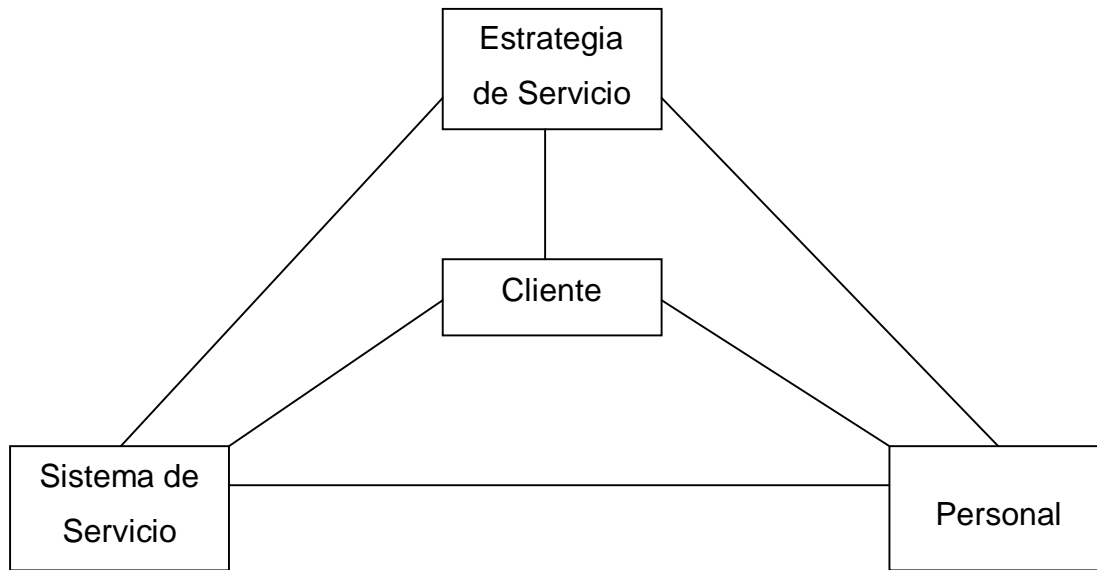 Estrategia
de Servicio
Cliente
Sistema de
Servicio
Personal